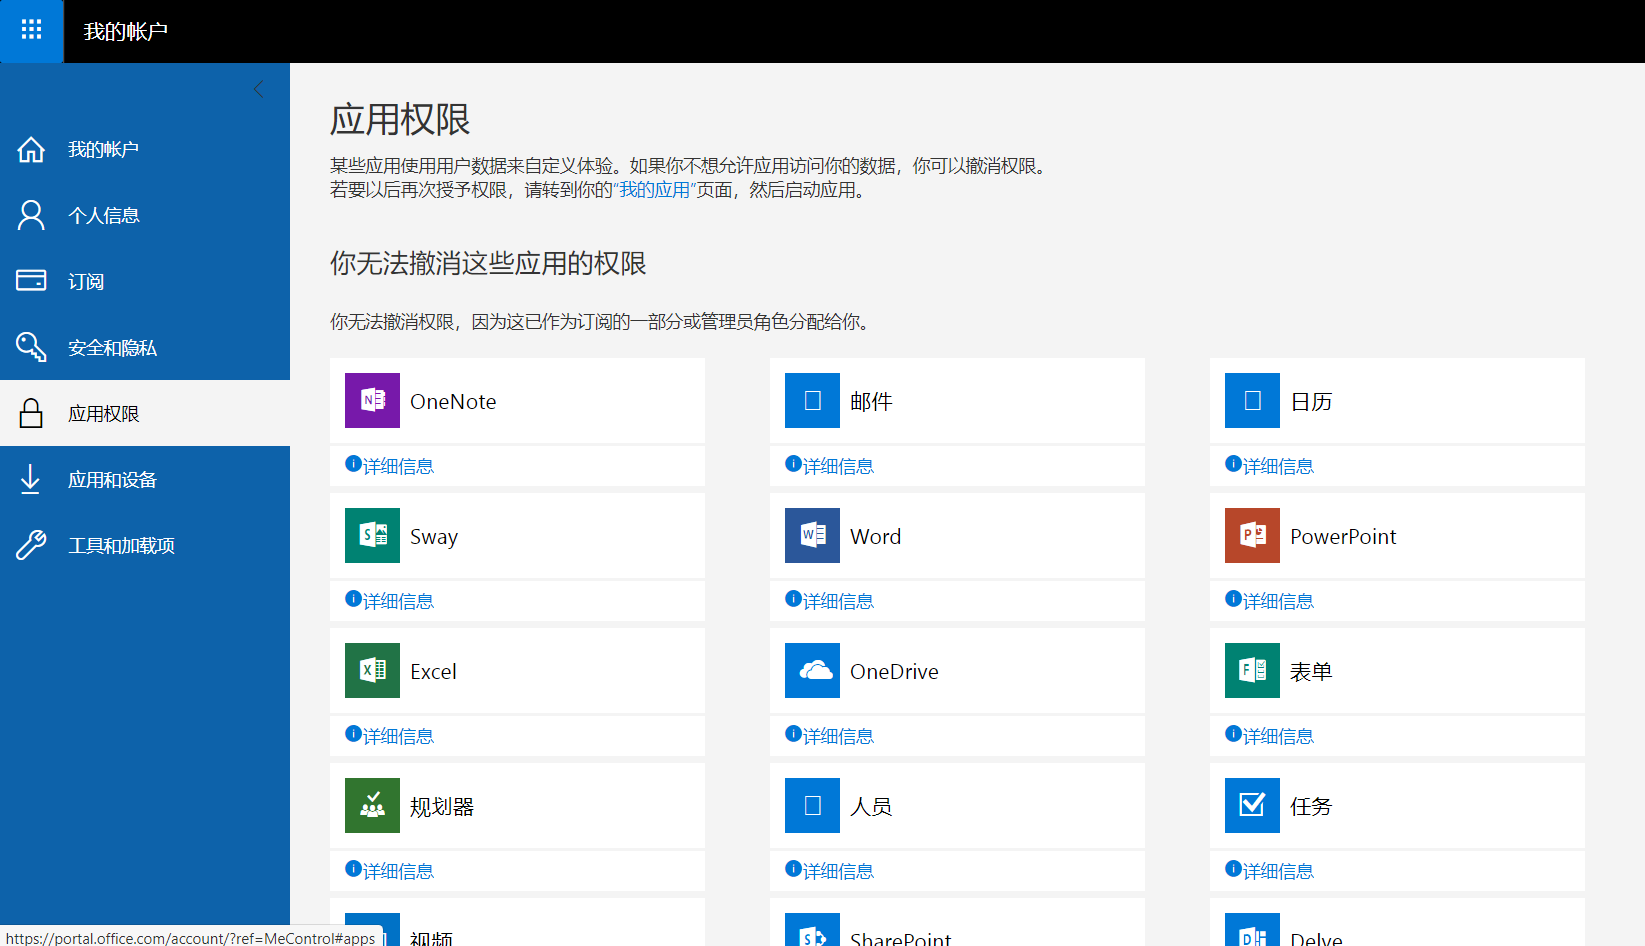 我的帐户
我的帐户
个人信息
订阅
安全和隐私
应用权限
应用和设备
工具和加载项
应用权限
某些应用使用用户数据来自定义体验。如果你不想允许应用访问你的数据，你可以撤消权限。
若要以后再次授予权限，请转到你的“我的应用”页面，然后启动应用。
你无法撤消这些应用的权限
你无法撤消权限，因为这已作为订阅的一部分或管理员角色分配给你。
OneNote
邮件
日历
详细信息
详细信息
详细信息
Sway
Word
PowerPoint
详细信息
详细信息
详细信息
Excel
OneDrive
表单
详细信息
详细信息
详细信息
规划器
人员
任务
详细信息
详细信息
详细信息
视频
SharePoint
Delve
https://portal.office.com/account/?ref=MeControl#apps